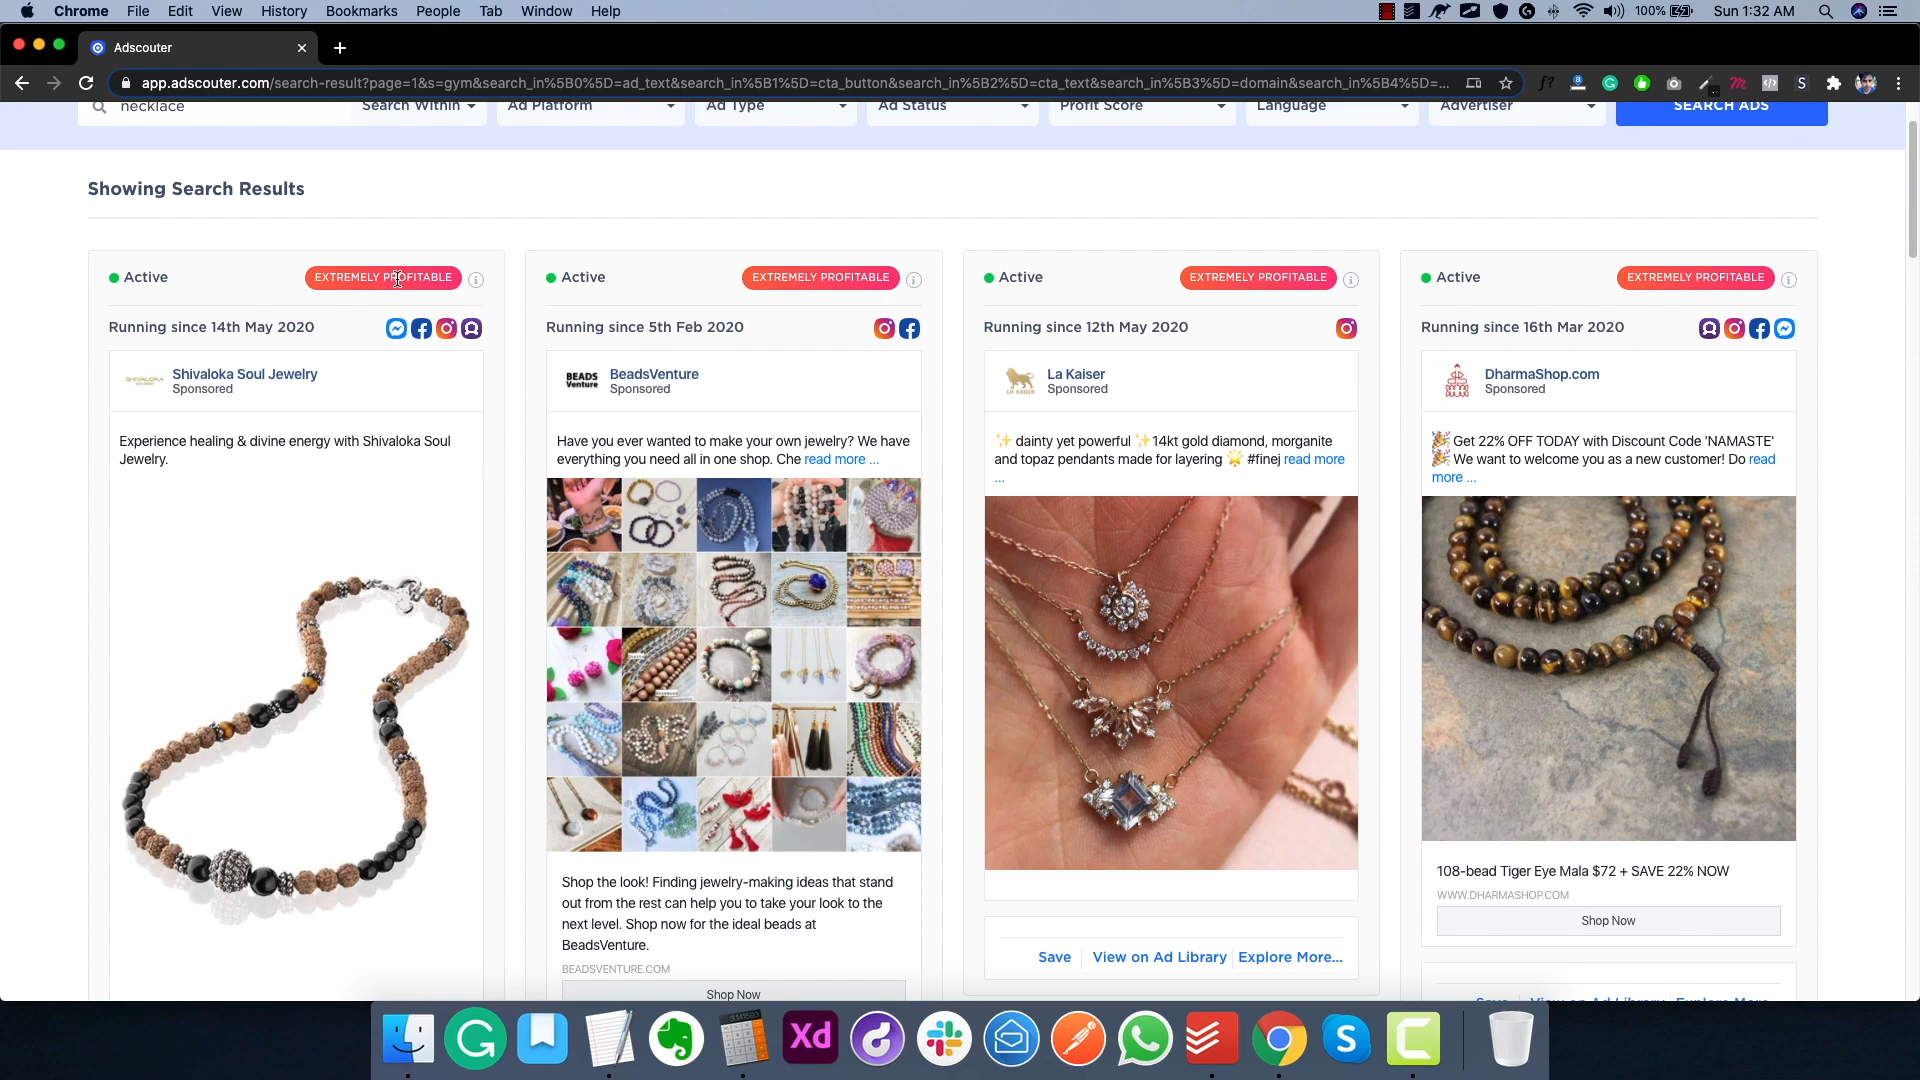 Chrome File Edit View History Bookmarks People Tab Window Help
100% Sun 1:32 AM
Adscouter
app.adscouter.com/search-result?page=1&s=gym&search_in%5B0%5D=ad_text&search_in%5B1%5D=cta_button&search_in%5B2%5D=cta_text&search_in%5B3%5D=domain&search_in%5B4%5D=...
necklace Search Within Ad Platform Ad Type Ad Status Profit Score Language Advertiser SEARCH ADS
Showing Search Results
Active EXTREMELY PROFITABLE
Running since 14th May 2020
SHIVALOKA
Shivaloka Soul Jewelry
Sponsored
Experience healing & divine energy with Shivaloka Soul
Jewelry.
Active EXTREMELY PROFITABLE
Running since 5th Feb 2020
BEADS
Venture
BeadsVenture
Sponsored
Have you ever wanted to make your own jewelry? We have
everything you need all in one shop. Che read more ...
Shop the look! Finding jewelry-making ideas that stand
out from the rest can help you to take your look to the
next level. Shop now for the ideal beads at
BeadsVenture.
BEADSVENTURE.COM
Shop Now
Active EXTREMELY PROFITABLE
Running since 12th May 2020
LA KAISER
La Kaiser
Sponsored
✨ dainty yet powerful ✨14kt gold diamond, morganite
and topaz pendants made for layering 🌟 #finej read more
...
Save View on Ad Library Explore More...
Active EXTREMELY PROFITABLE
Running since 16th Mar 2020
DharmaShop.com
Sponsored
🎉Get 22% OFF TODAY with Discount Code 'NAMASTE'
🎉We want to welcome you as a new customer! Do read
more ...
108-bead Tiger Eye Mala $72 + SAVE 22% NOW
WWW.DHARMASHOP.COM
Shop Now
Save View on Ad Library Explore More...
Xd